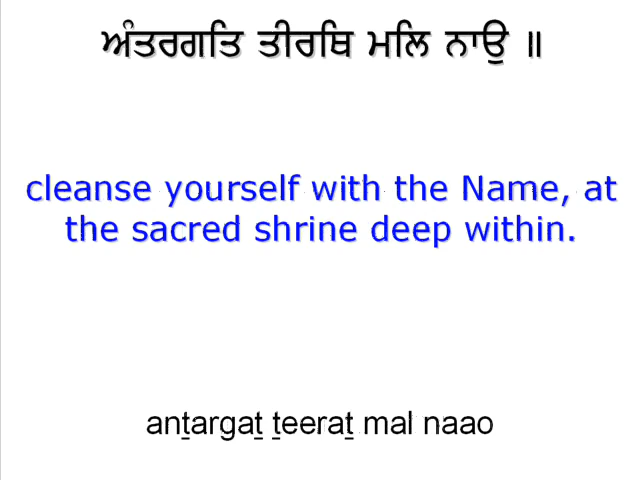 ਅੰਤਰਗਤਿ ਤੀਰਥਿ ਮਲਿ ਨਾਉ ॥
cleanse yourself with the Name, at
the sacred shrine deep within.
anṯargaṯ ṯeeraṯ mal naao